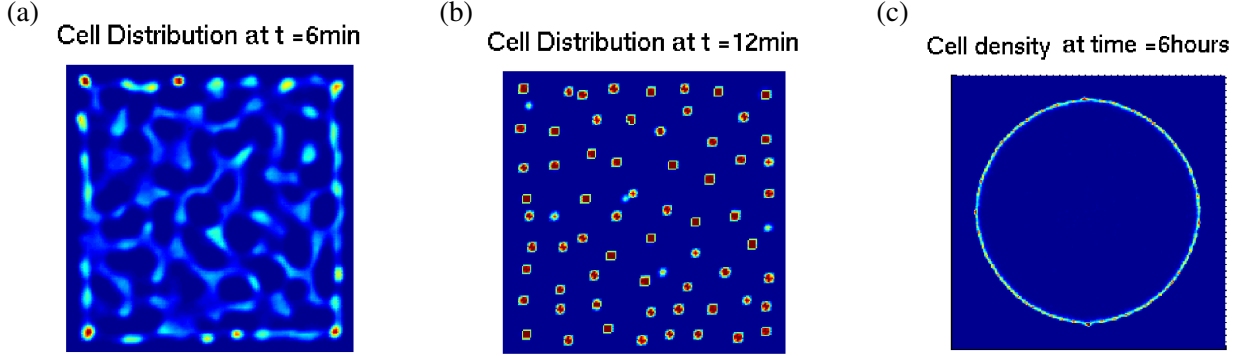 (a)
Cell Distribution at t =6min
(b)
Cell Distribution at t =12min
(c)
Cell density at time =6hours